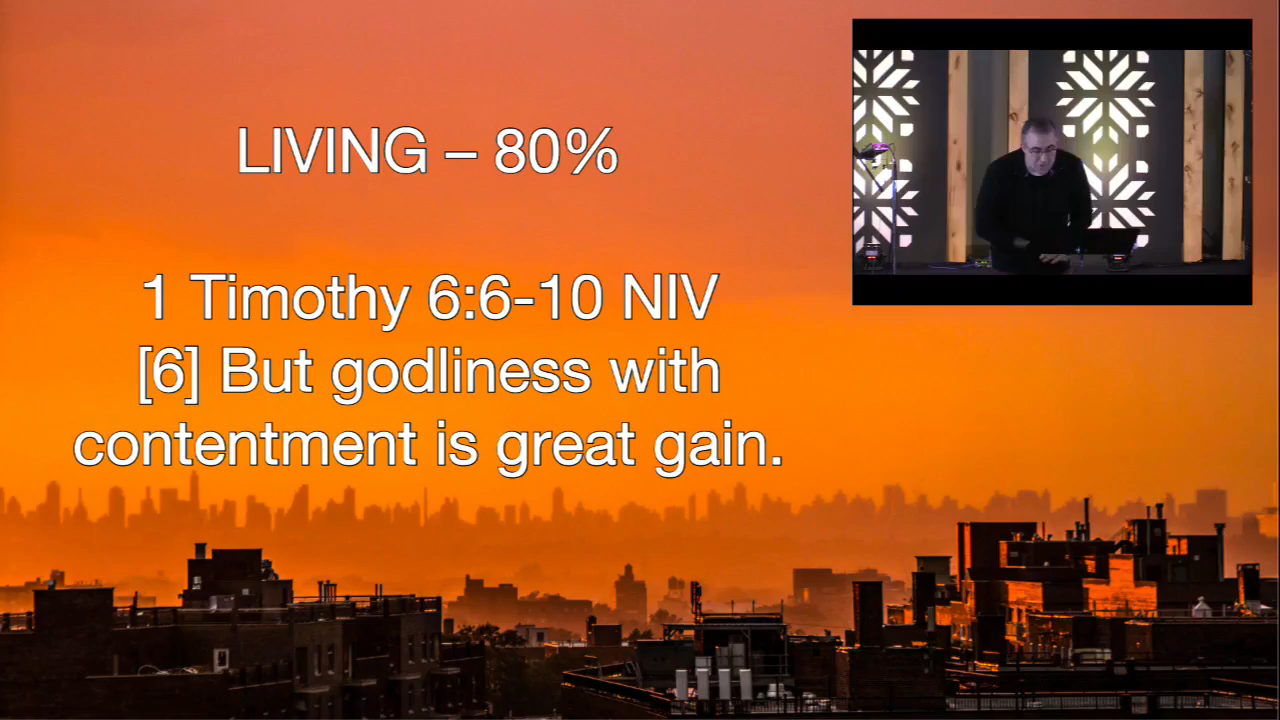 LIVING – 80%
1 Timothy 6:6-10 NIV
[6] But godliness with
contentment is great gain.